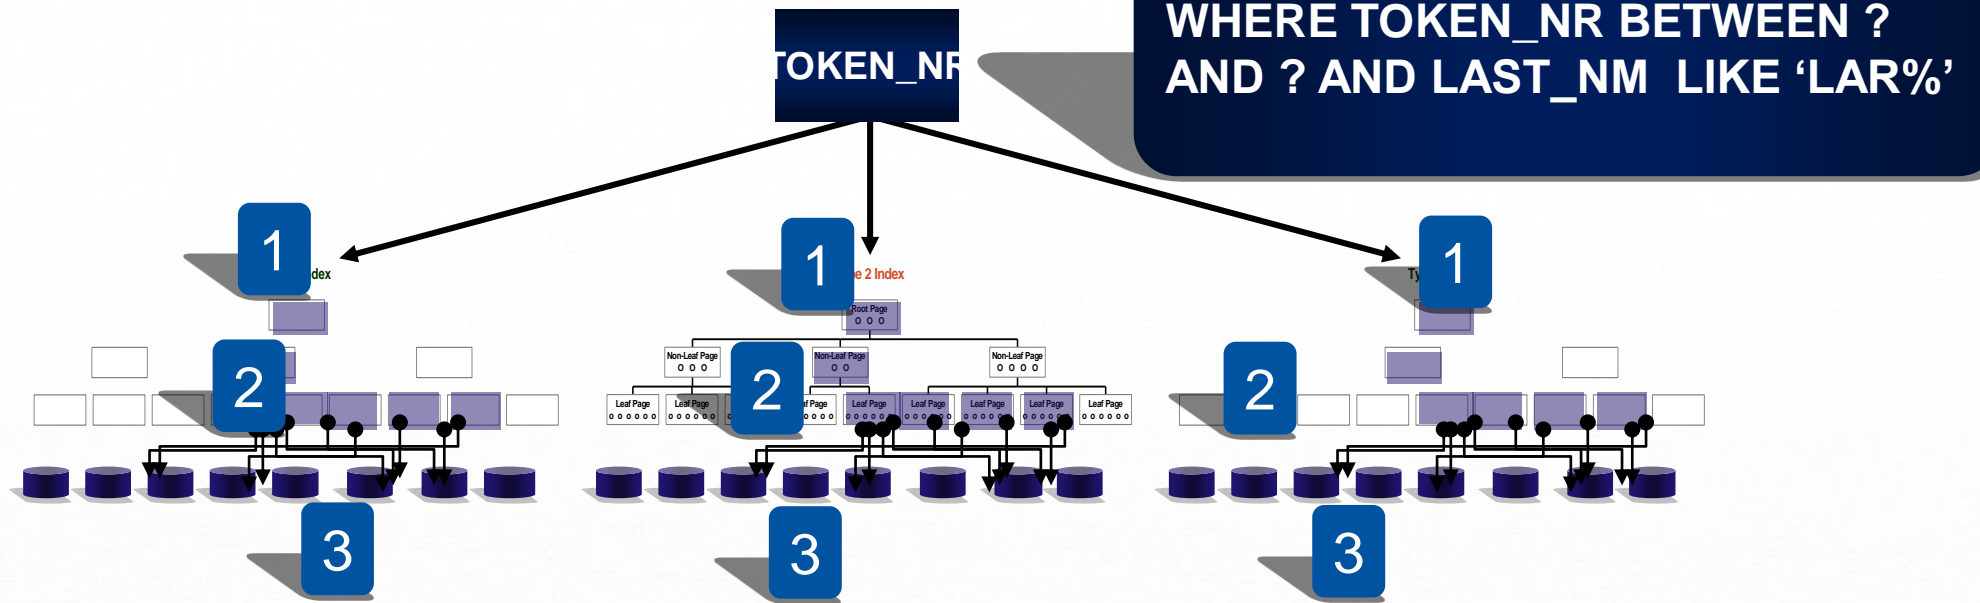 WHERE TOKEN_NR BETWEEN ?
AND ? AND LAST_NM LIKE ‘LAR%’
TOKEN_NR
1
1
1
dex
e 2 Index
Ty
Root Page
O O O
2
2
2
Non-Leaf Page
O O O
Non-Leaf Page
O O
Non-Leaf Page
O O O O
Leaf Page
O O O O O O
Leaf Page
O O O O O O
af Page
O O O
Leaf Page
O O O O O O
Leaf Page
O O O O O O
Leaf Page
O O O O O O
Leaf Page
O O O O O O
Leaf Page
O O O O O O
3
3
3